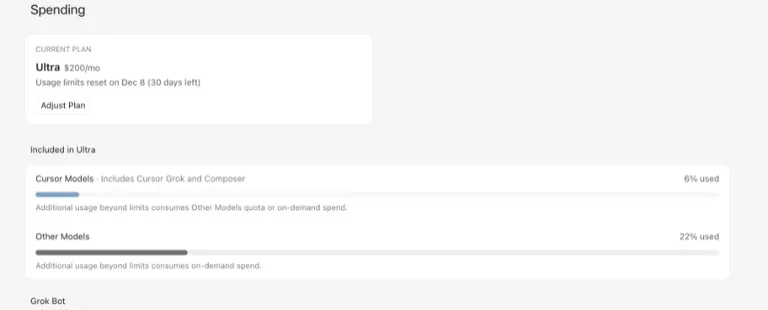 Spending
CURRENT PLAN
Ultra $200/mo
Usage limits reset on Dec 8 (30 days left)
Adjust Plan
Included in Ultra
Cursor Models · Includes Cursor Grok and Composer 6% used
Additional usage beyond limits consumes Other Models quota or on-demand spend.
Other Models 22% used
Additional usage beyond limits consumes on-demand spend.
Grok Bot